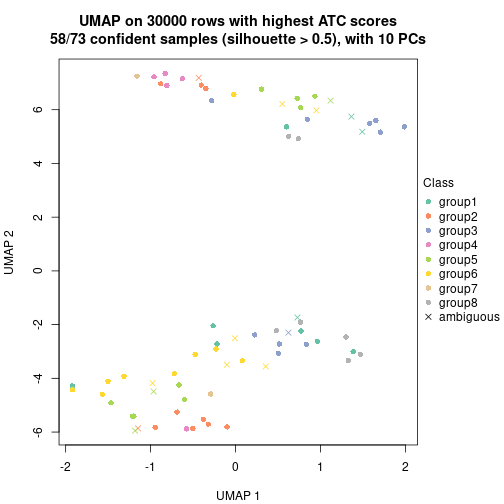 UMAP on 30000 rows with highest ATC scores
58/73 confident samples (silhouette > 0.5), with 10 PCs
6
4
2
0
-2
-4
-6
UMAP 2
-2
-1
0
1
2
UMAP 1
Class
group1
group2
group3
group4
group5
group6
group7
group8
ambiguous